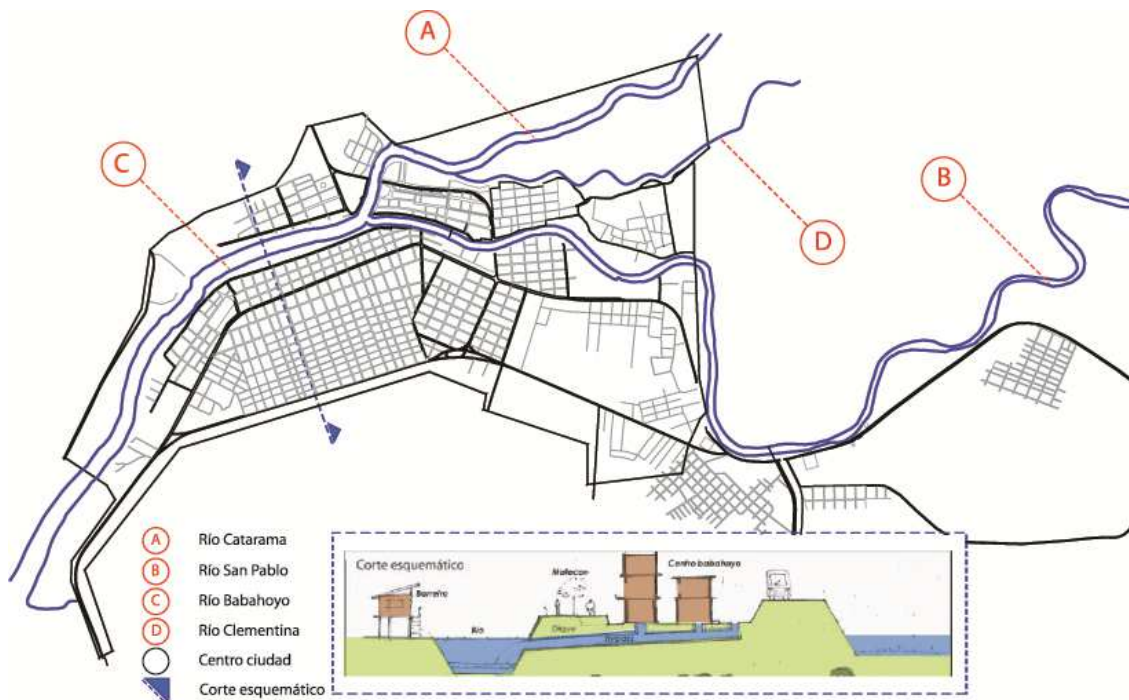 A
C
B
D
A Río Catarama
B Río San Pablo
C Río Babahoyo
D Río Clementina
Centro ciudad
Corte esquemático
Corte esquemático
Barreiro
Río
Malecon
Centro babahoyo
Dique